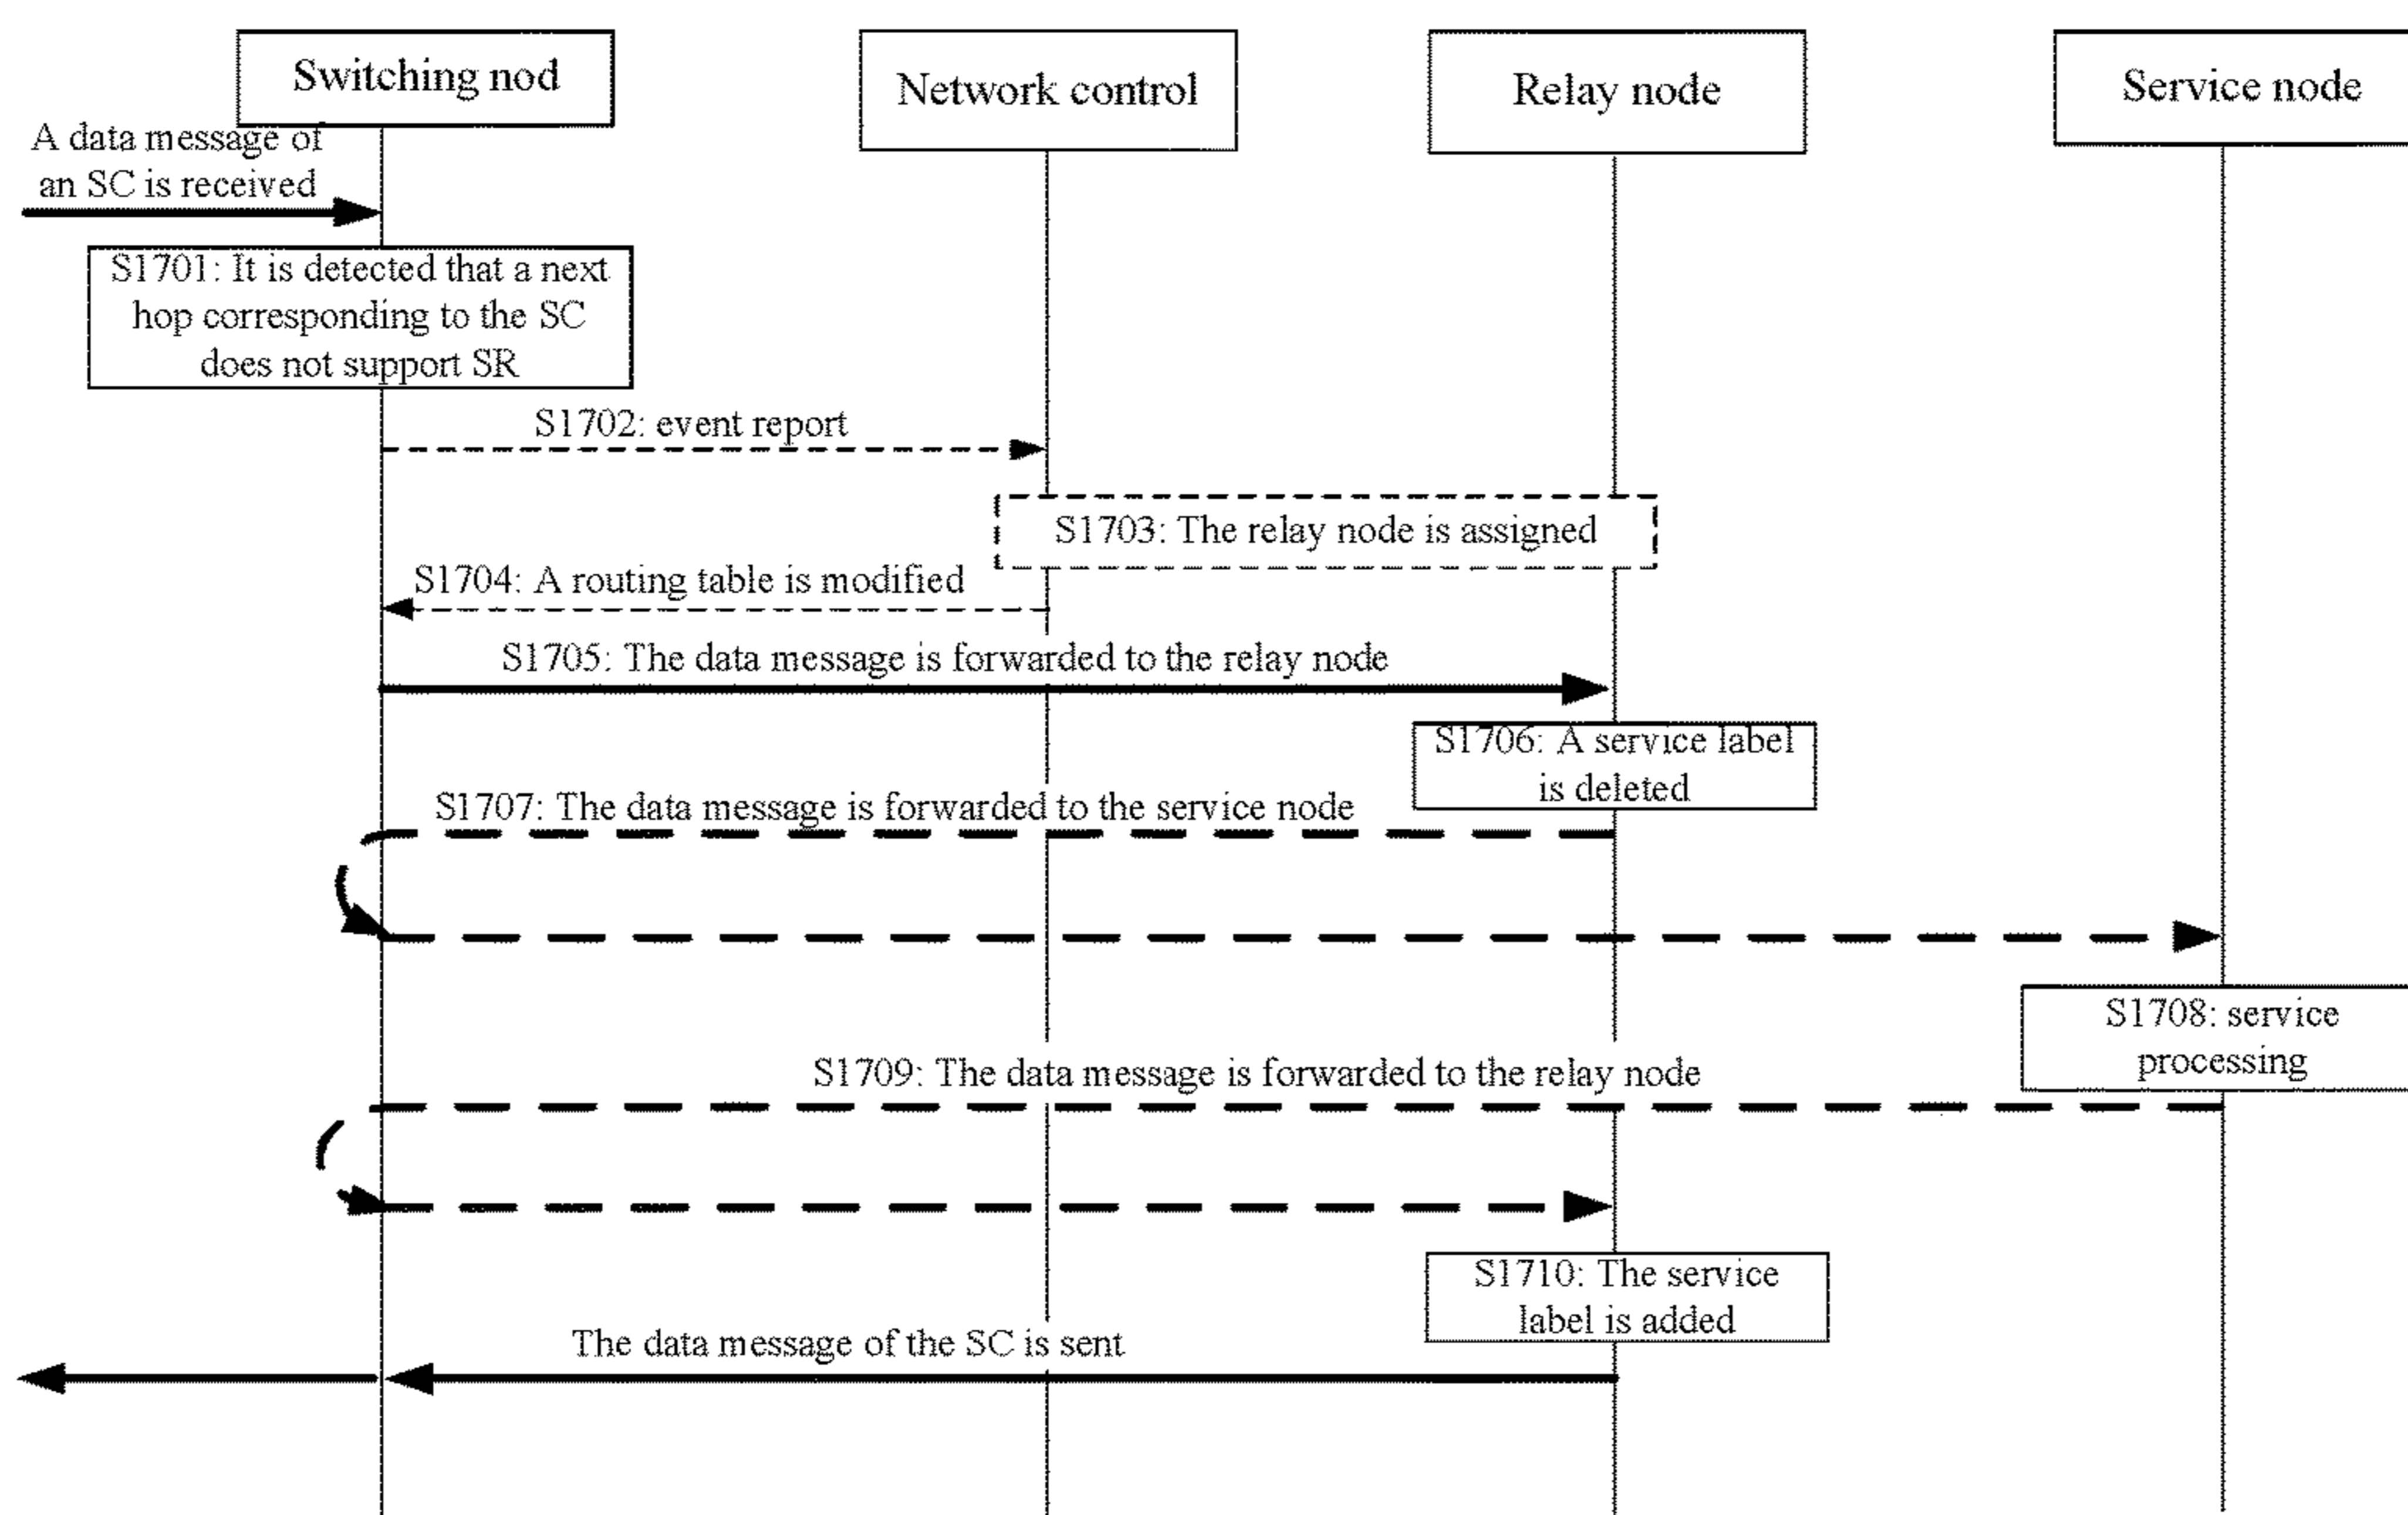 Switching nod
Network control
Relay node
Service node
A data message of
an SC is received
S1701: It is detected that a next
hop corresponding to the SC
does not support SR
S1702: event report
S1703: The relay node is assigned
S1704: A routing table is modified
S1705: The data message is forwarded to the relay node
S1706: A service label
is deleted
S1707: The data message is forwarded to the service node
S1708: service
processing
S1709: The data message is forwarded to the relay node
S1710: The service
label is added
The data message of the SC is sent